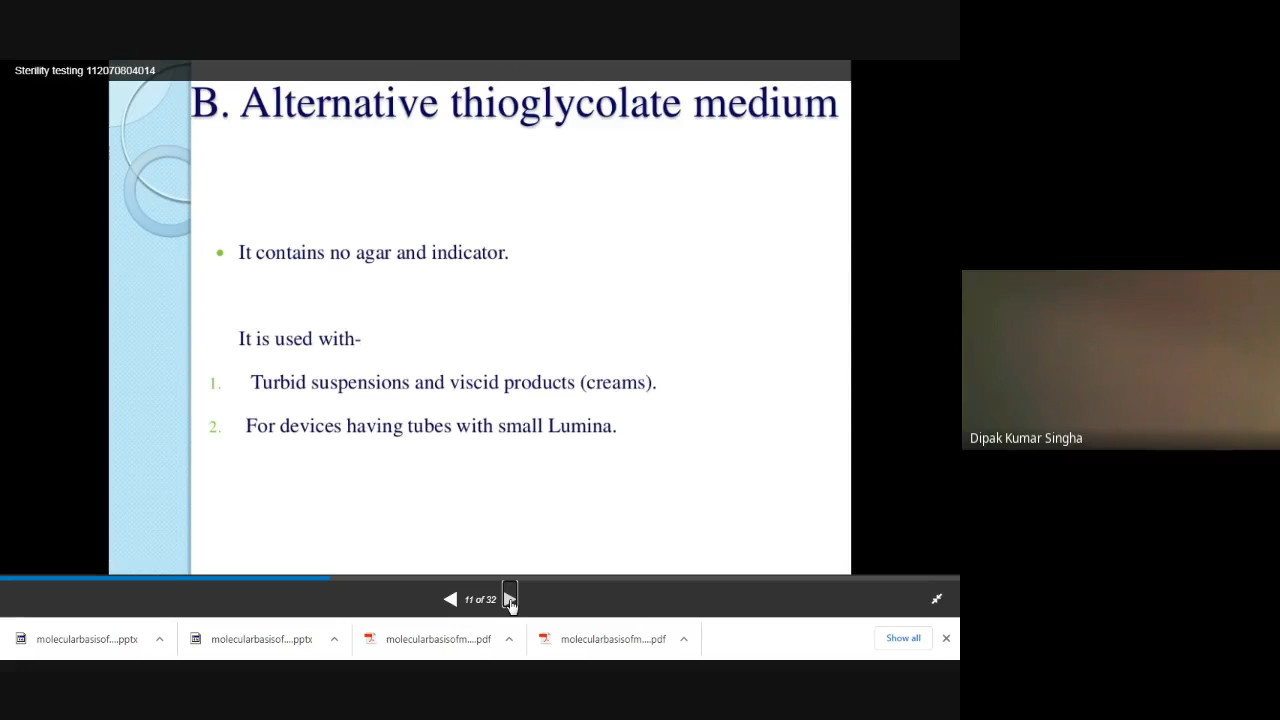 Sterility testing 112070804014
B. Alternative thioglycolate medium
• It contains no agar and indicator.
It is used with-
1. Turbid suspensions and viscid products (creams).
2. For devices having tubes with small Lumina.
Dipak Kumar Singha
11 of 32
molecularbasisof....pptx
molecularbasisof....pptx
molecularbasisofm....pdf
molecularbasisofm....pdf
Show all